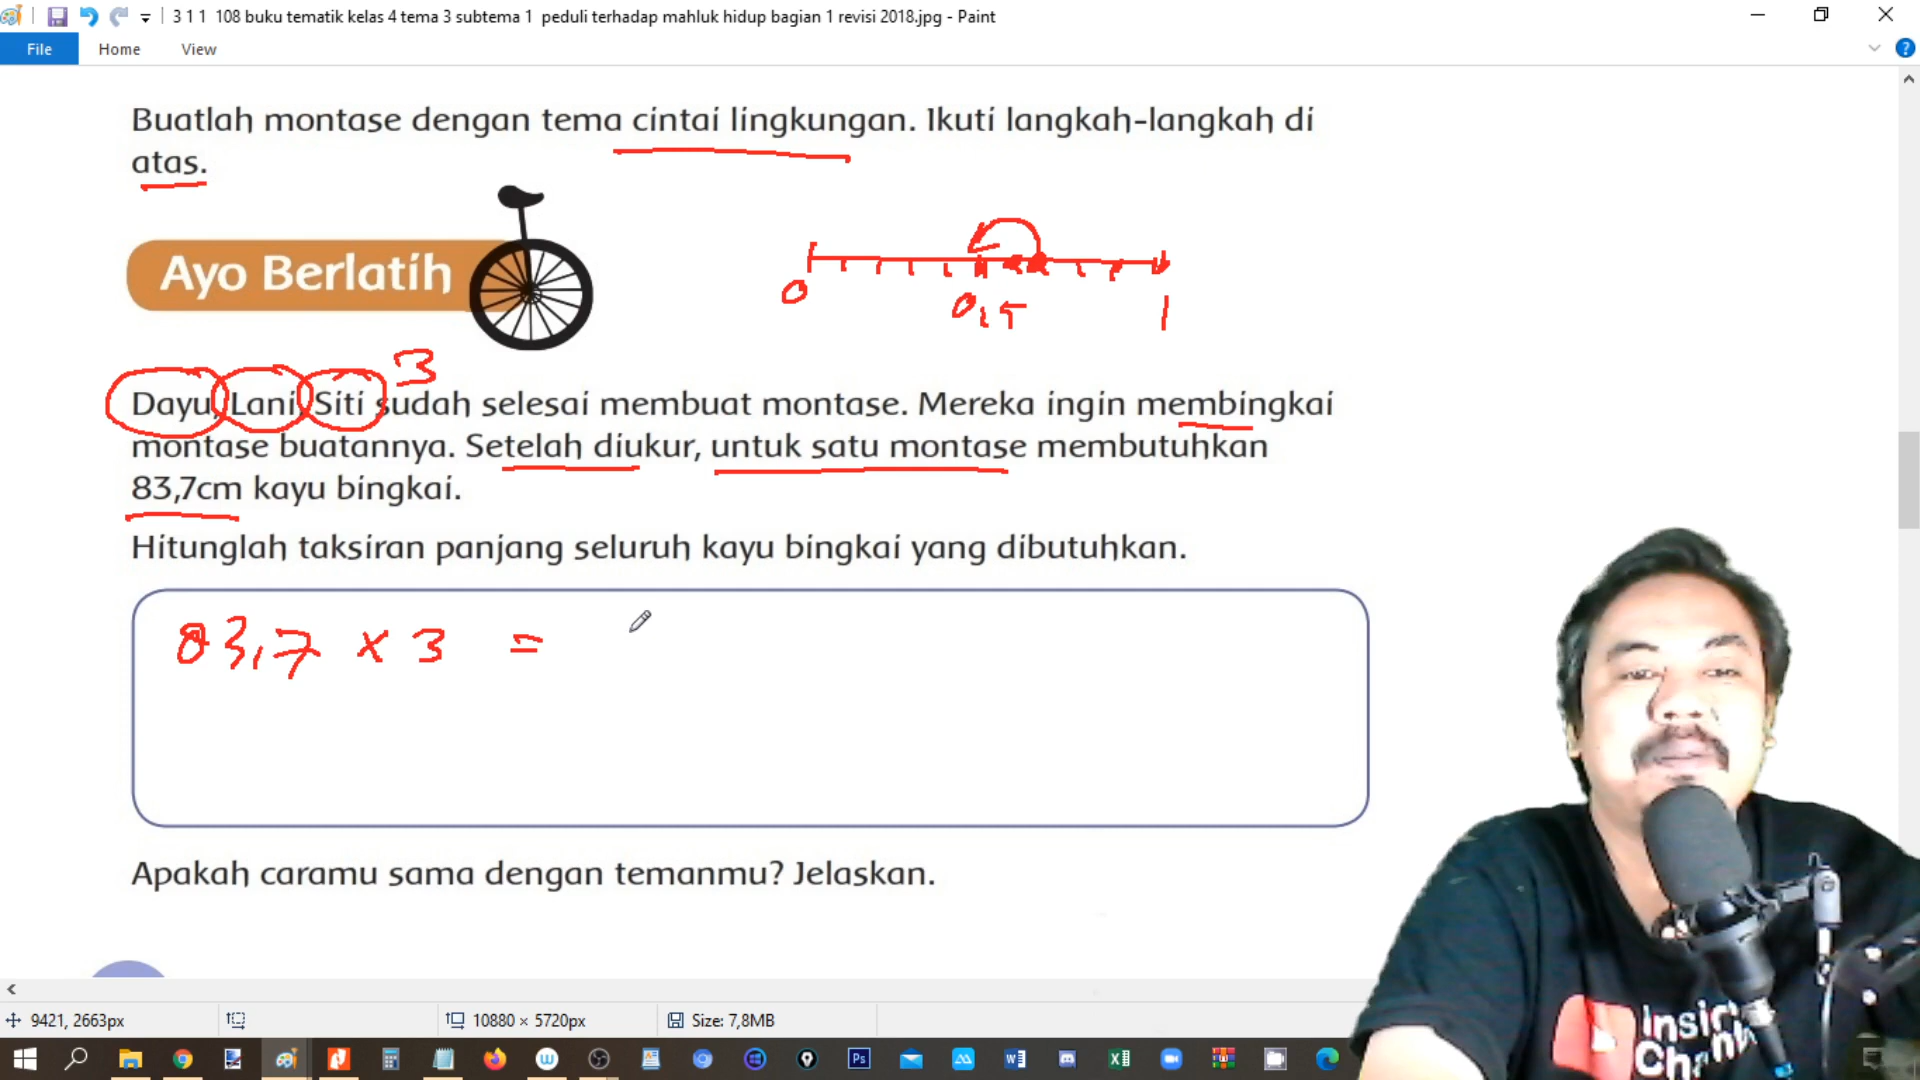 3 1 1 108 buku tematik kelas 4 tema 3 subtema 1 peduli terhadap mahluk hidup bagian 1 revisi 2018.jpg - Paint
File Home View
Buatlah montase dengan tema cintai lingkungan. Ikuti langkah-langkah di
atas.
Ayo Berlatih
0 0,5 1
3
Dayu, Lani, Siti sudah selesai membuat montase. Mereka ingin membingkai
montase buatannya. Setelah diukur, untuk satu montase membutuhkan
83,7cm kayu bingkai.
Hitunglah taksiran panjang seluruh kayu bingkai yang dibutuhkan.
83,7 x 3 =
Apakah caramu sama dengan temanmu? Jelaskan.
9421, 2663px 10880 × 5720px Size: 7,8MB